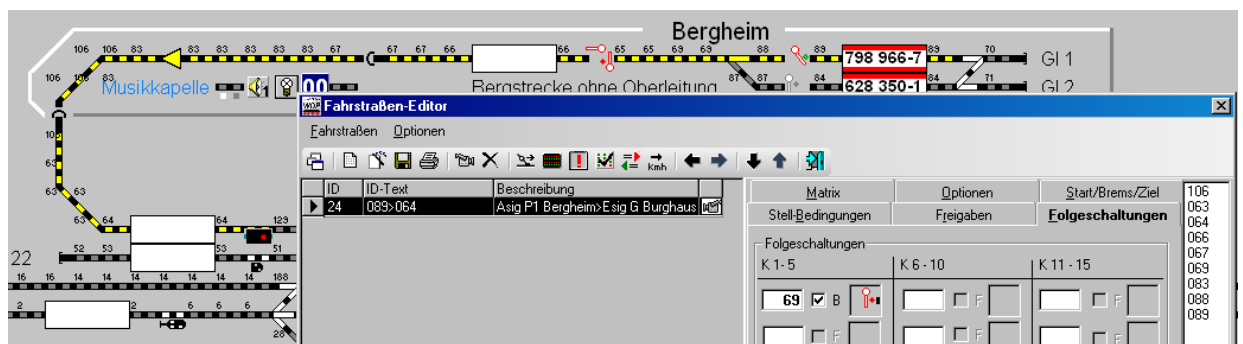 Bergheim
106 106 83 83 83 83 83 83 67 67 67 66 66 65 65 69 69 88 89 798 966-7 89 70 Gl 1
106 106 83 Musikkapelle 1 00 Bergstrecke ohne Oberleitung 87 87 84 628 350-1 84 71 Gl 2
WDP Fahrstraßen-Editor
Fahrstraßen Optionen
kmh
ID ID-Text Beschreibung
24 089>064 Asig P1 Bergheim>Esig G Burghaus
Matrix Optionen Start/Brems/Ziel
Stell-Bedingungen Freigaben Folgeschaltungen
Folgeschaltungen
K 1- 5 K 6 - 10 K 11 - 15
69 B F F
F F F
106
063
064
066
067
069
083
088
089
63
63 63
63 64 64 129
22 52 53 53 51
16 16 14 14 14 14 14 14 188
2 2 6 6 6
28